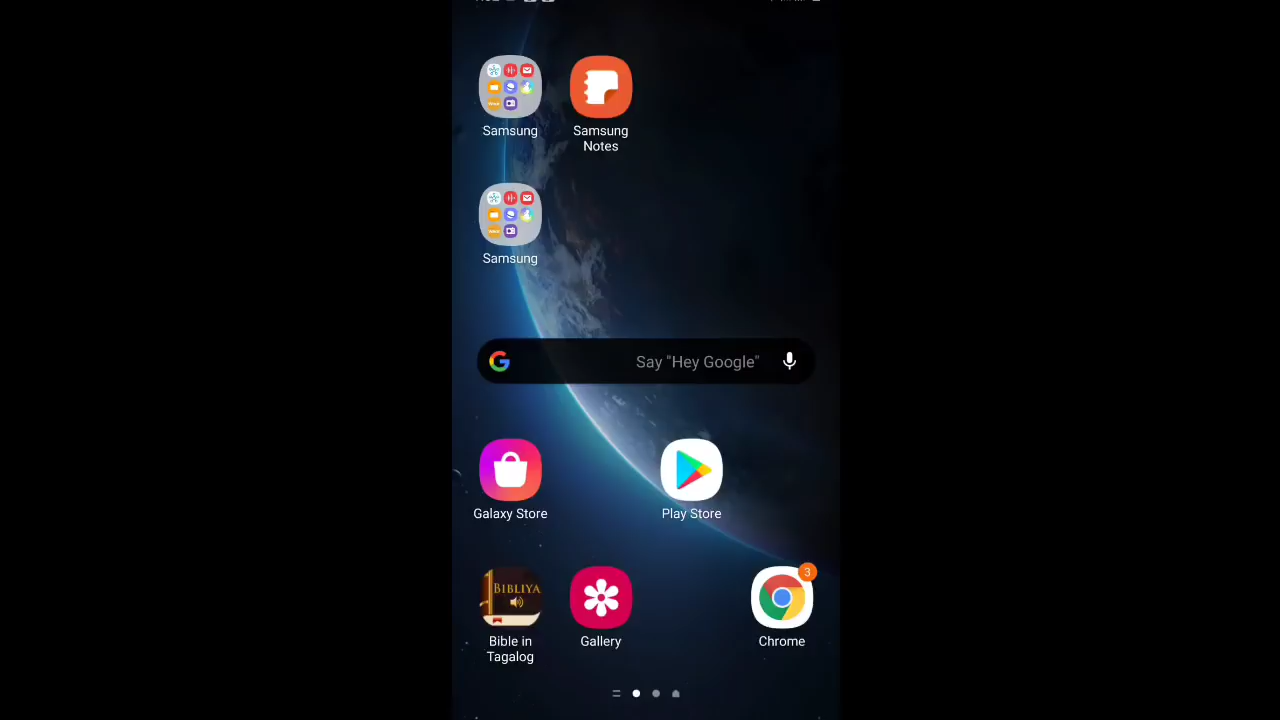 Samsung
Samsung
Notes
Samsung
Say "Hey Google"
Galaxy Store
Play Store
BIBLIYA
3
Bible in
Tagalog
Gallery
Chrome